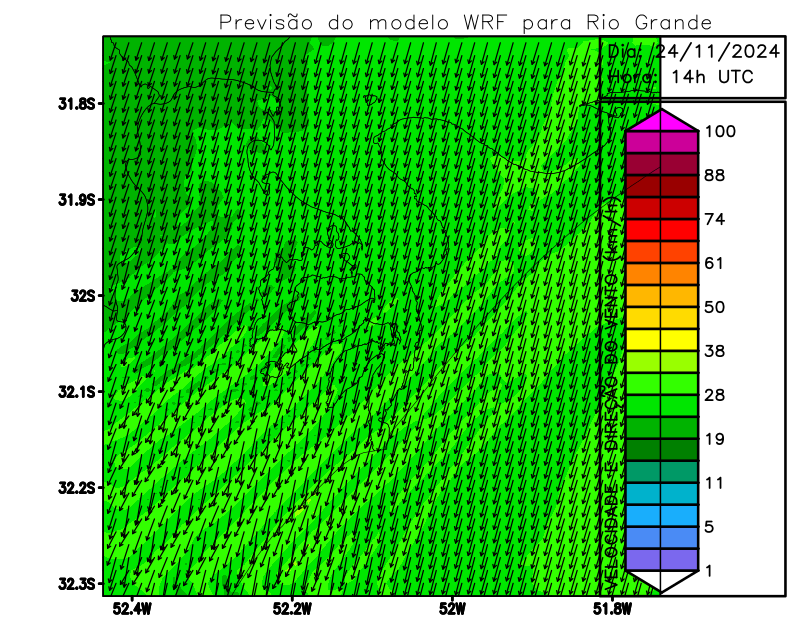 Previsão do modelo WRF para Rio Grande
Dia: 24/11/2024
Hora: 14h UTC
31.8S
31.9S
32S
32.1S
32.2S
32.3S
52.4W
52.2W
52W
51.8W
VELOCIDADE E DIREÇÃO DO VENTO (km/h)
100
88
74
61
50
38
28
19
11
5
1